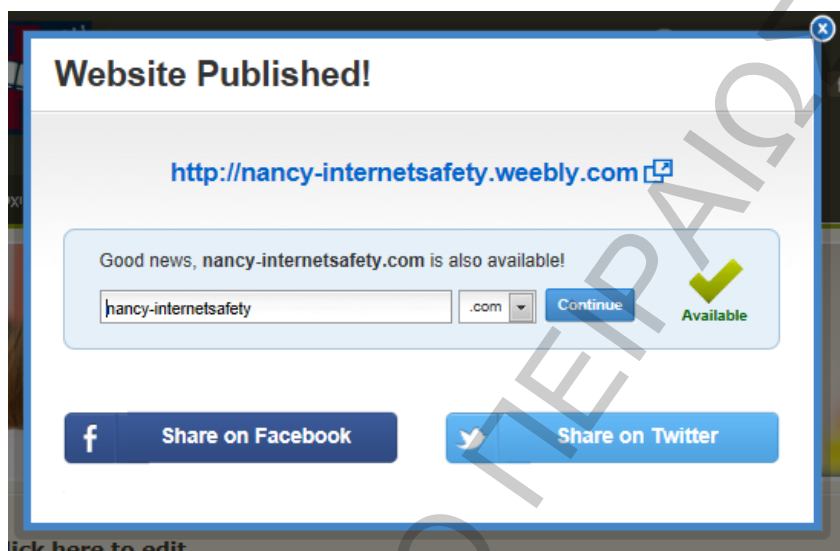 Website Published!
http://nancy-internetsafety.weebly.com
Good news, nancy-internetsafety.com is also available!
nancy-internetsafety
.com
Continue
Available
f
Share on Facebook
Share on Twitter
lick here to edit
Ο ΠΕΙΡΑΙΩ